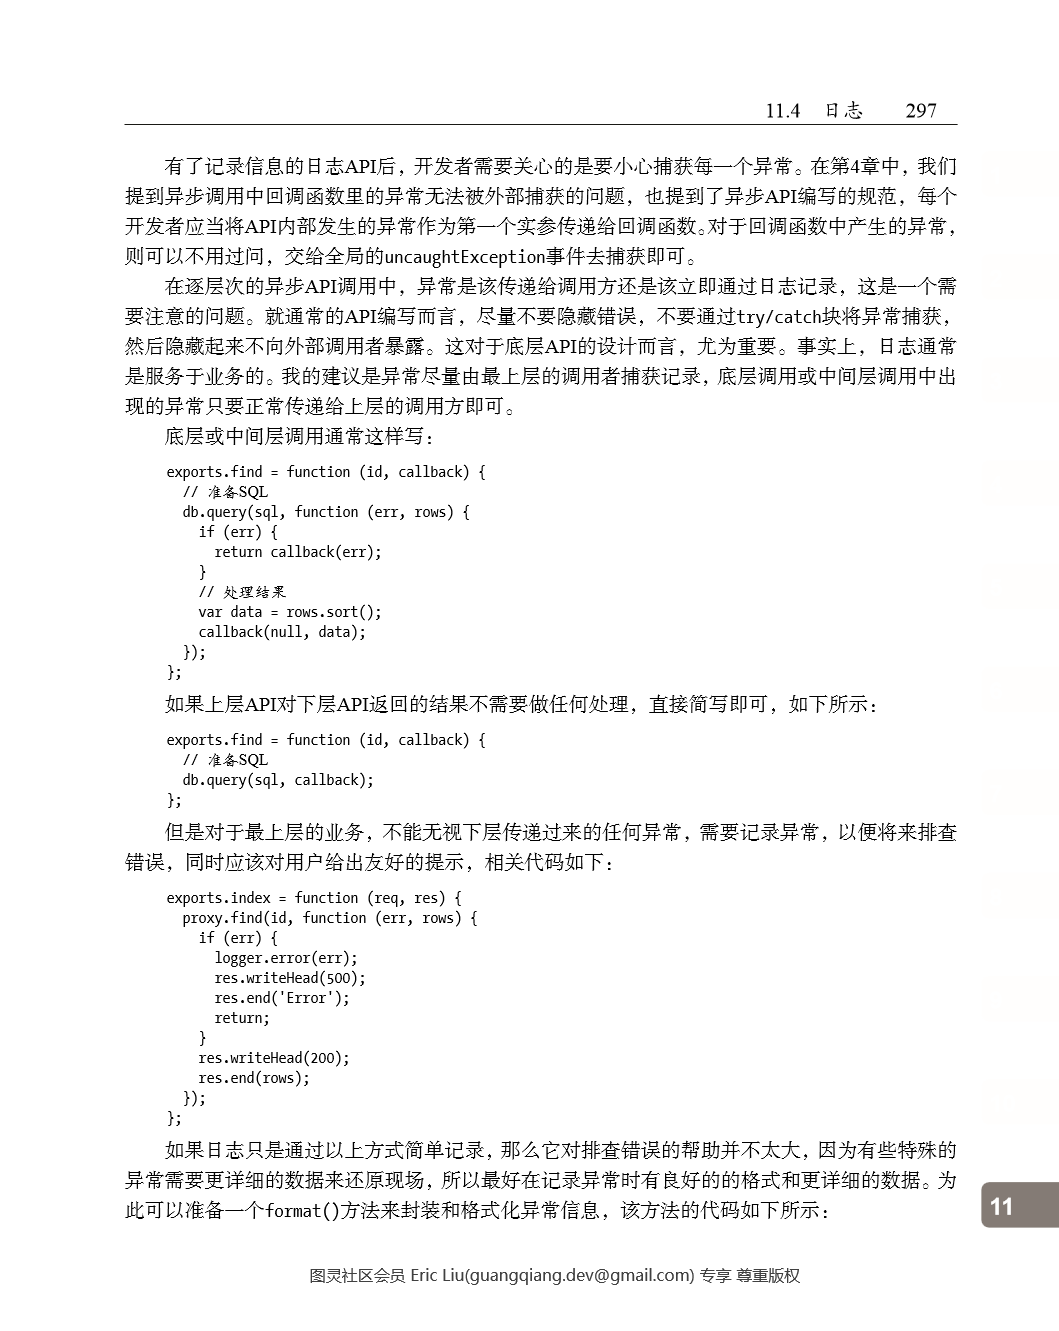 11.4 日志 297
有了记录信息的日志API后，开发者需要关心的是要小心捕获每一个异常。在第4章中，我们
提到异步调用中回调函数里的异常无法被外部捕获的问题，也提到了异步API编写的规范，每个
开发者应当将API内部发生的异常作为第一个实参传递给回调函数。对于回调函数中产生的异常，
则可以不用过问，交给全局的uncaughtException事件去捕获即可。
在逐层次的异步API调用中，异常是该传递给调用方还是该立即通过日志记录，这是一个需
要注意的问题。就通常的API编写而言，尽量不要隐藏错误，不要通过try/catch块将异常捕获，
然后隐藏起来不向外部调用者暴露。这对于底层API的设计而言，尤为重要。事实上，日志通常
是服务于业务的。我的建议是异常尽量由最上层的调用者捕获记录，底层调用或中间层调用中出
现的异常只要正常传递给上层的调用方即可。
底层或中间层调用通常这样写：
exports.find = function (id, callback) {
// 准备SQL
db.query(sql, function (err, rows) {
if (err) {
return callback(err);
}
// 处理结果
var data = rows.sort();
callback(null, data);
});
};
如果上层API对下层API返回的结果不需要做任何处理，直接简写即可，如下所示：
exports.find = function (id, callback) {
// 准备SQL
db.query(sql, callback);
};
但是对于最上层的业务，不能无视下层传递过来的任何异常，需要记录异常，以便将来排查
错误，同时应该对用户给出友好的提示，相关代码如下：
exports.index = function (req, res) {
proxy.find(id, function (err, rows) {
if (err) {
logger.error(err);
res.writeHead(500);
res.end('Error');
return;
}
res.writeHead(200);
res.end(rows);
});
};
如果日志只是通过以上方式简单记录，那么它对排查错误的帮助并不太大，因为有些特殊的
异常需要更详细的数据来还原现场，所以最好在记录异常时有良好的的格式和更详细的数据。为
此可以准备一个format()方法来封装和格式化异常信息，该方法的代码如下所示：
11
图灵社区会员 Eric Liu(guangqiang.dev@gmail.com) 专享 尊重版权